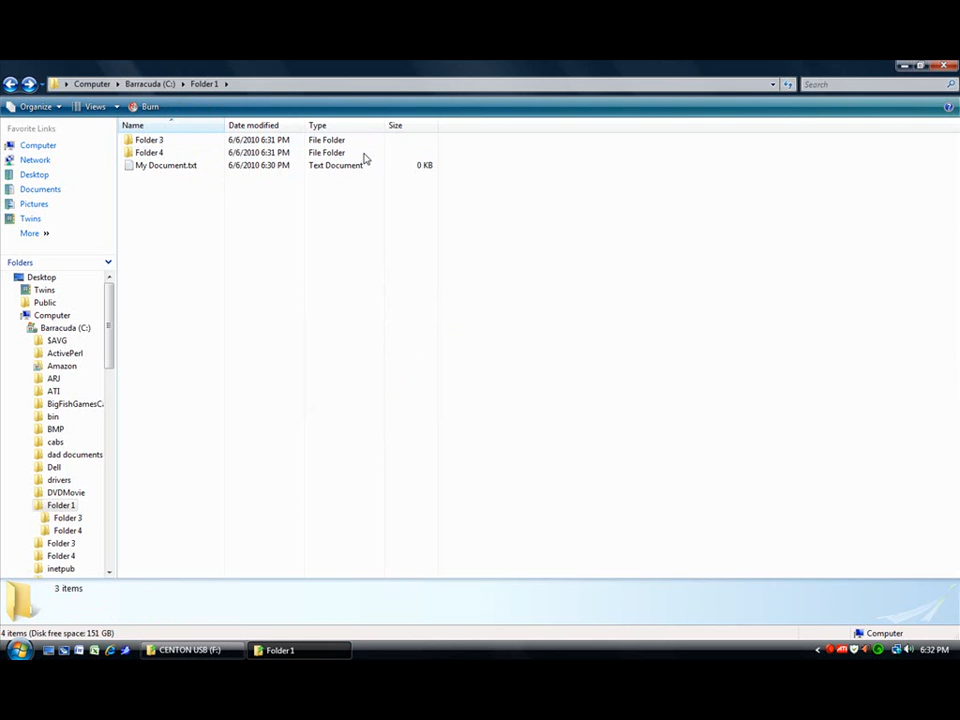 Computer ▸ Barracuda (C:) ▸ Folder 1 ▸
Search
Organize Views Burn
Favorite Links
Computer
Network
Desktop
Documents
Pictures
Twins
More »
Name Date modified Type Size
Folder 3 6/6/2010 6:31 PM File Folder
Folder 4 6/6/2010 6:31 PM File Folder
My Document.txt 6/6/2010 6:30 PM Text Document 0 KB
Folders
Desktop
Twins
Public
Computer
Barracuda (C:)
$AVG
ActivePerl
Amazon
ARJ
ATI
BigFishGamesCa
bin
BMP
cabs
dad documents
Dell
drivers
DVDMovie
Folder 1
Folder 3
Folder 4
Folder 3
Folder 4
inetpub
3 items
4 items (Disk free space: 151 GB) Computer
CENTON USB (F:) Folder 1 6:32 PM